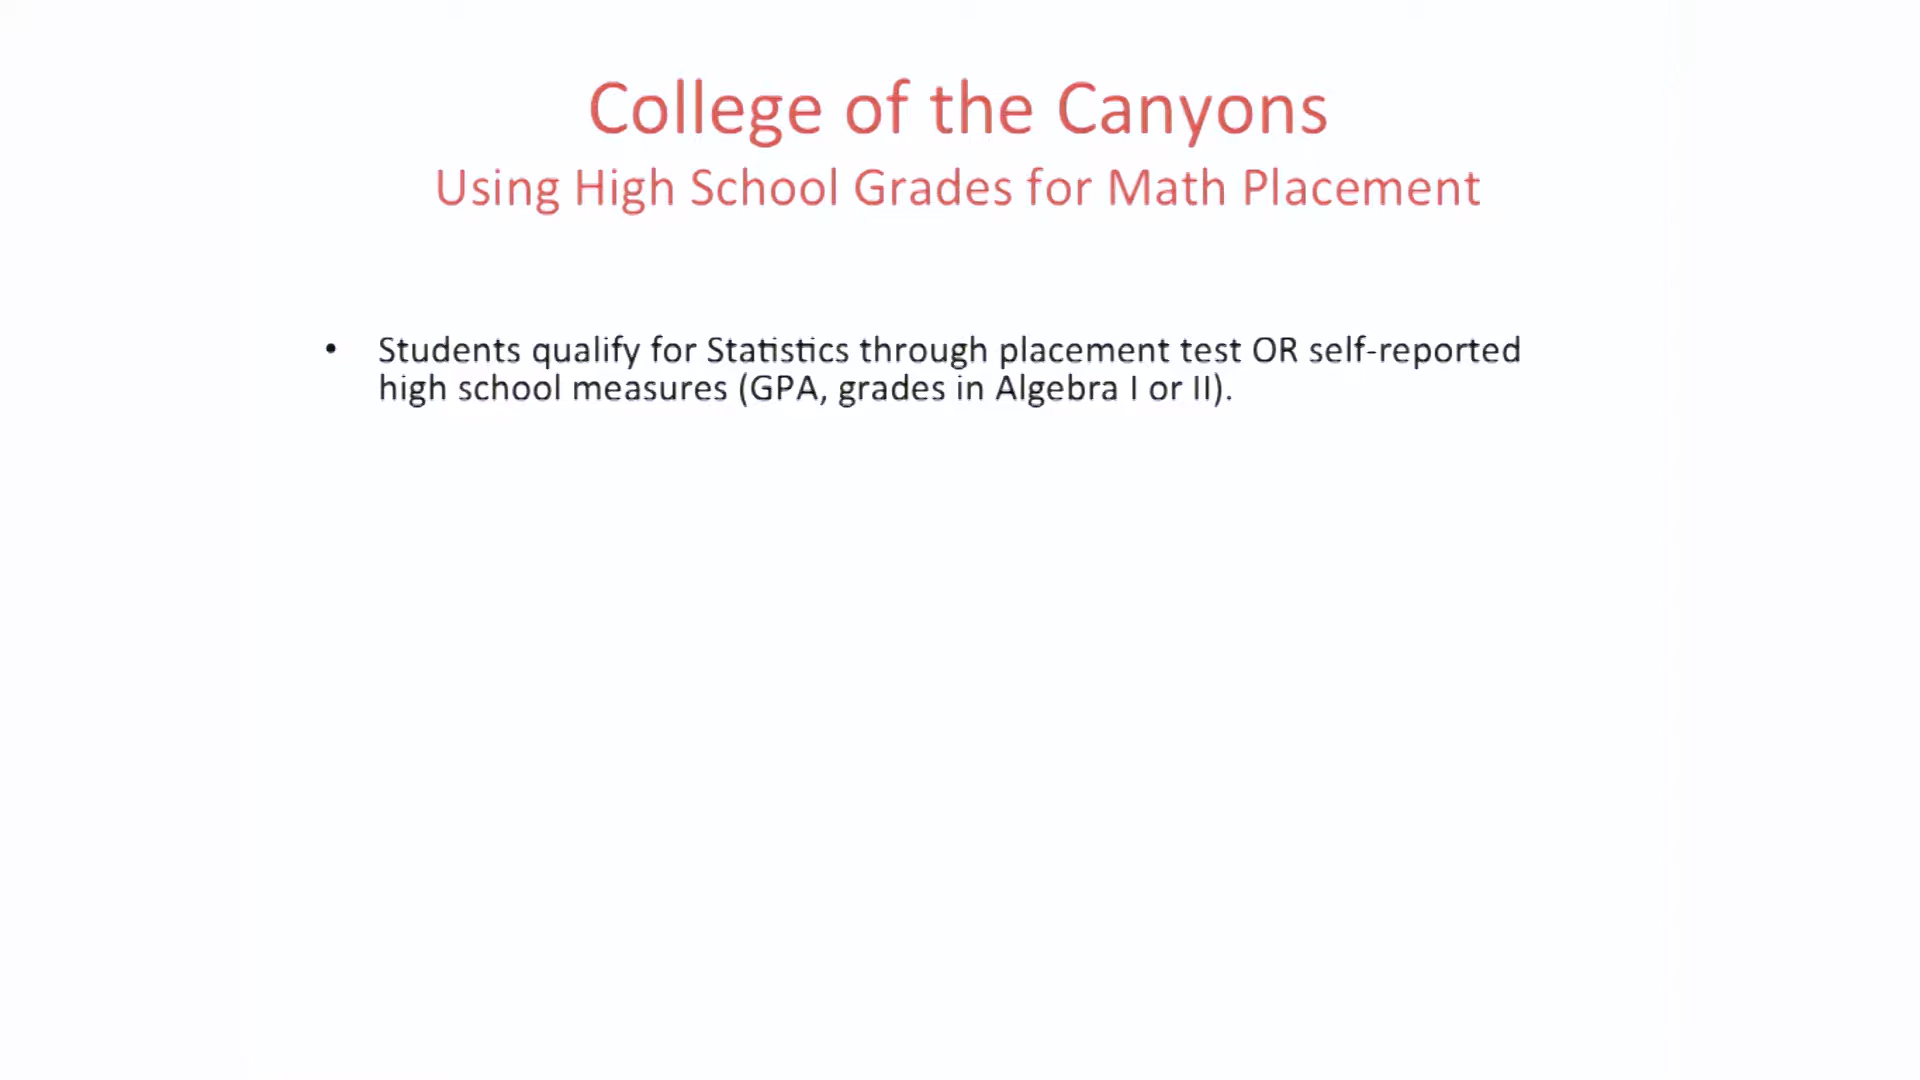 College of the Canyons
Using High School Grades for Math Placement
• Students qualify for Statistics through placement test OR self-reported
high school measures (GPA, grades in Algebra I or II).